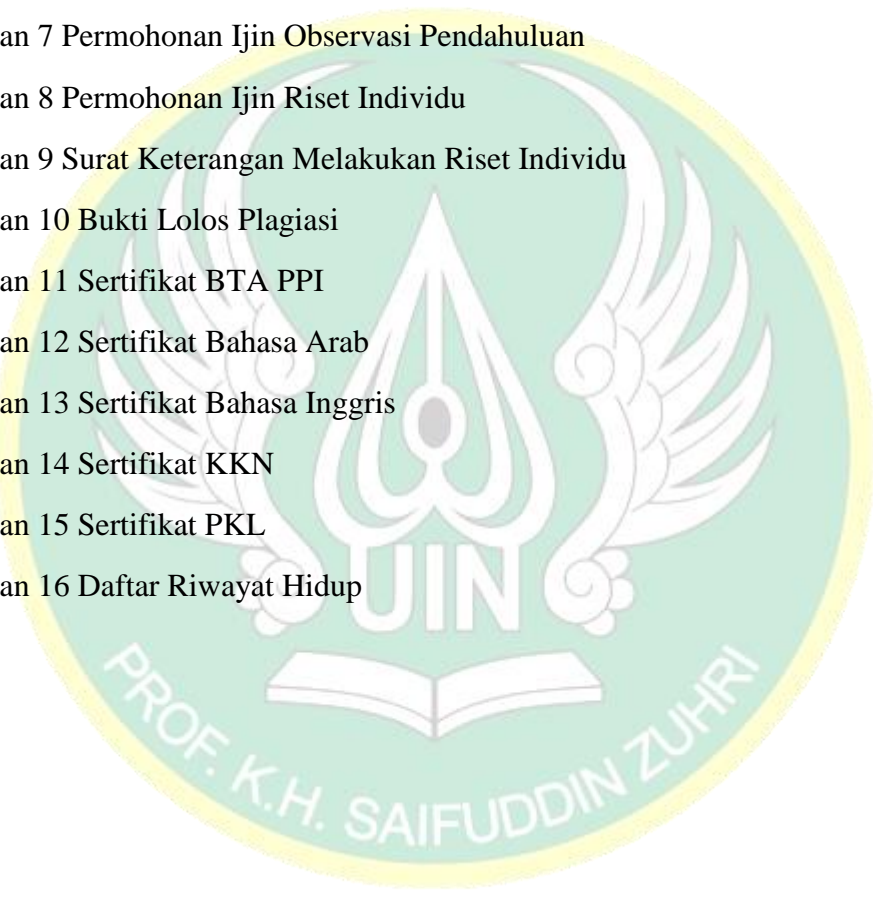 an 7 Permohonan Ijin Observasi Pendahuluan
an 8 Permohonan Ijin Riset Individu
an 9 Surat Keterangan Melakukan Riset Individu
an 10 Bukti Lolos Plagiasi
an 11 Sertifikat BTA PPI
an 12 Sertifikat Bahasa Arab
an 13 Sertifikat Bahasa Inggris
an 14 Sertifikat KKN
an 15 Sertifikat PKL
an 16 Daftar Riwayat Hidup
UIN
PROF. K.H. SAIFUDDIN ZUHRI